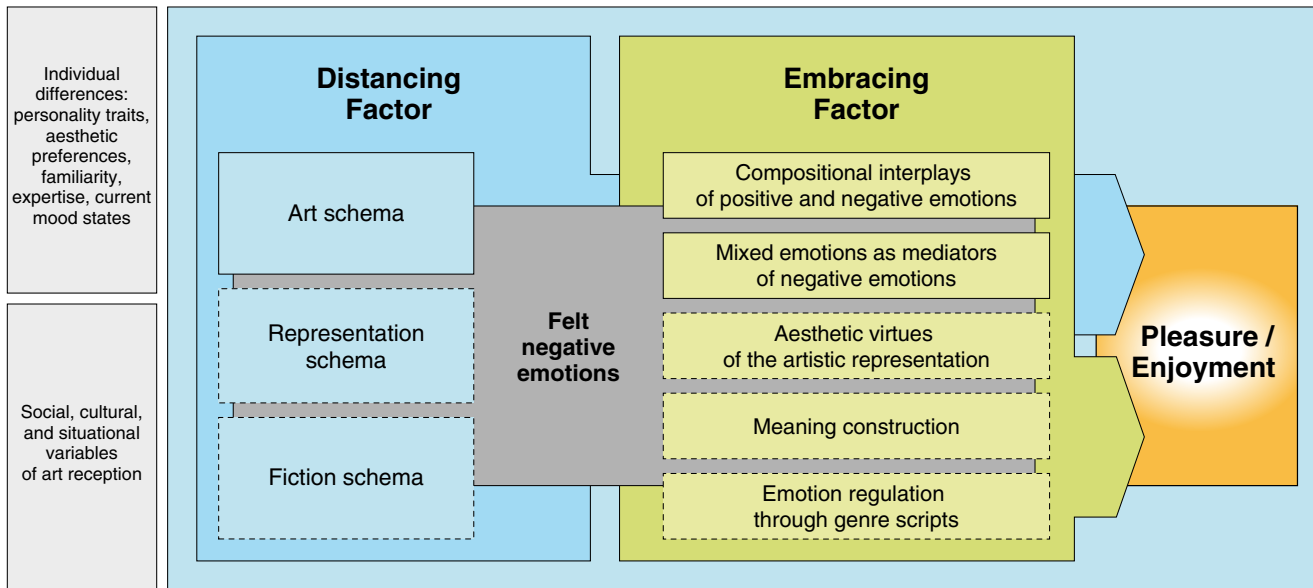 Individual
differences:
personality traits,
aesthetic
preferences,
familiarity,
expertise, current
mood states
Social, cultural,
and situational
variables
of art reception
Distancing
Factor
Art schema
Representation
schema
Fiction schema
Felt
negative
emotions
Embracing
Factor
Compositional interplays
of positive and negative emotions
Mixed emotions as mediators
of negative emotions
Aesthetic virtues
of the artistic representation
Meaning construction
Emotion regulation
through genre scripts
Pleasure /
Enjoyment